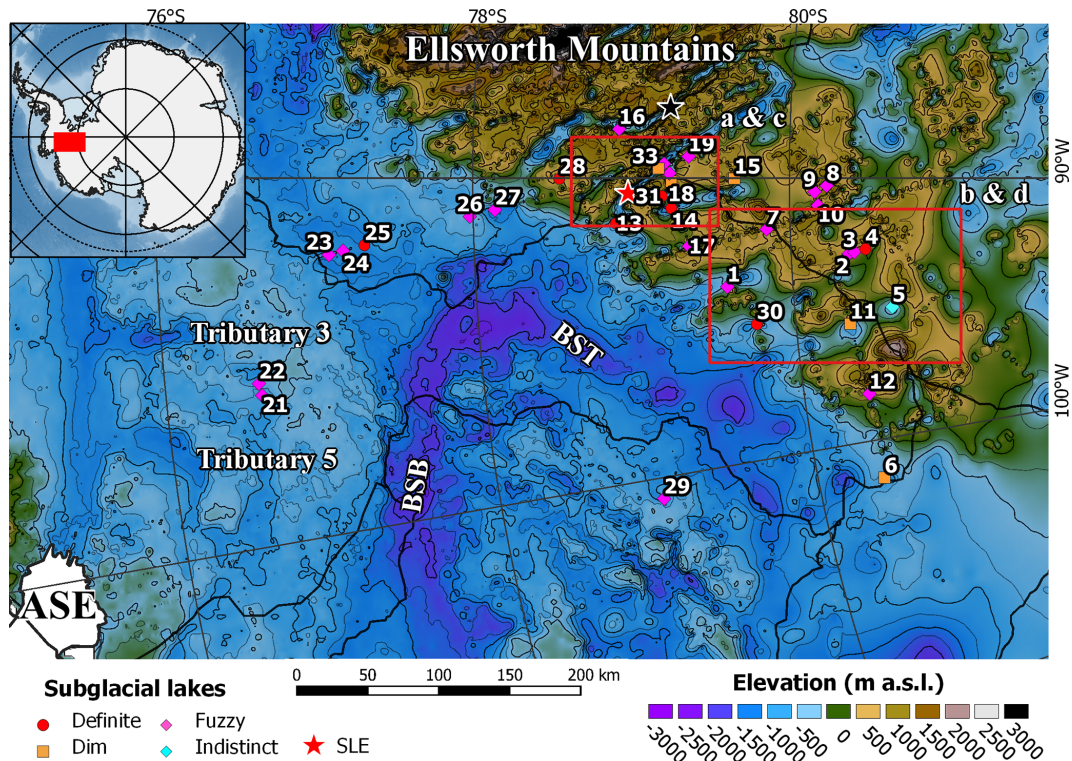 76°S 78°S 80°S
Ellsworth Mountains
a & c
16
19
33
28
15
90°W
9 8
b & d
31 18
27
26
13 14
10
7
25
17
3 4
23
24
2
1
5
30
11
Tributary 3
BST
22
12
21
100°W
Tributary 5
6
BSB
29
ASE
Subglacial lakes
Definite
Fuzzy
Dim
Indistinct
SLE
0 50 100 150 200 km
Elevation (m a.s.l.)
-3000 -2500 -2000 -1500 -1000 -500 0 500 1000 1500 2000 2500 3000